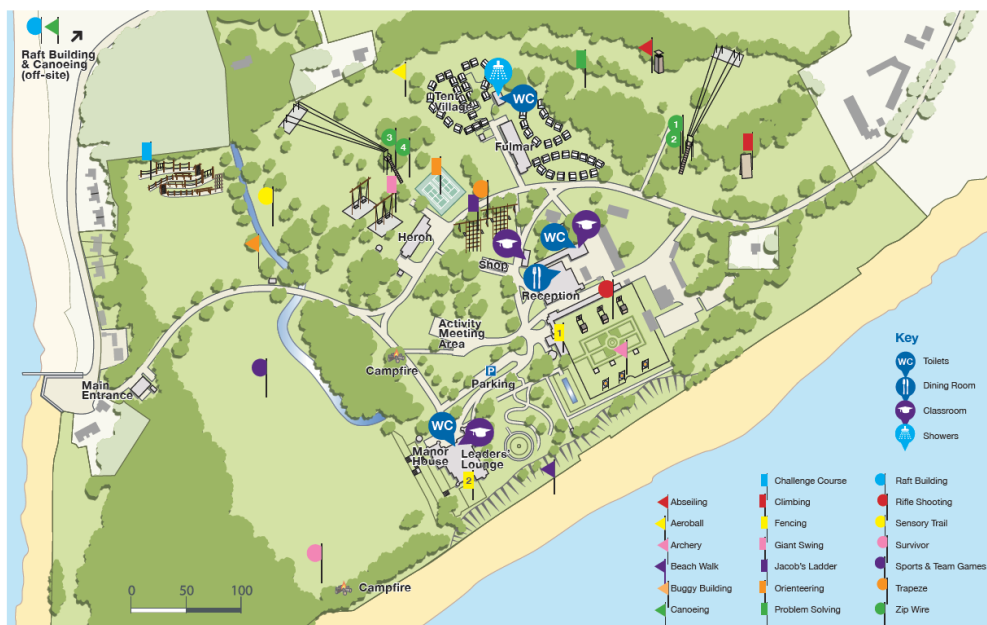 Raft Building
& Canoeing
(off-site)
Tent
Village
WC
Fulmar
1
2
3
4
Heron
WC
Shop
Reception
Activity
Meeting
Area
1
Campfire
P
Parking
Main
Entrance
WC
Manor
House
Leaders'
Lounge
2
Campfire
0
50
100
Key
WC
Toilets
Dining Room
Classroom
Showers
Abseiling
Aeroball
Archery
Beach Walk
Buggy Building
Canoeing
Challenge Course
Climbing
Fencing
Giant Swing
Jacob's Ladder
Orienteering
Problem Solving
Raft Building
Rifle Shooting
Sensory Trail
Survivor
Sports & Team Games
Trapeze
Zip Wire